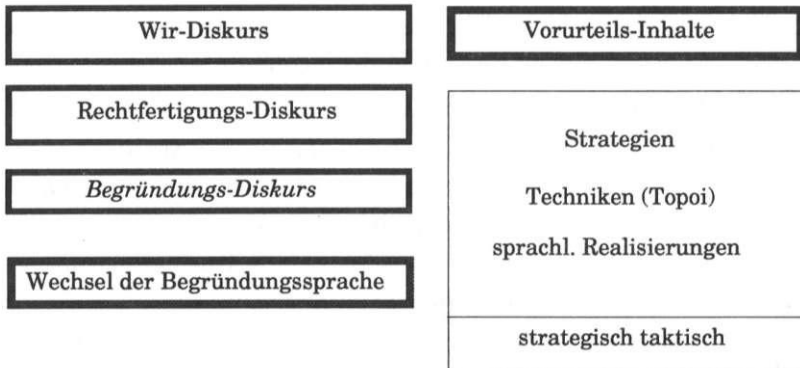 Wir-Diskurs
Rechtfertigungs-Diskurs
Begründungs-Diskurs
Wechsel der Begründungssprache
Vorurteils-Inhalte
Strategien
Techniken (Topoi)
sprachl. Realisierungen
strategisch taktisch